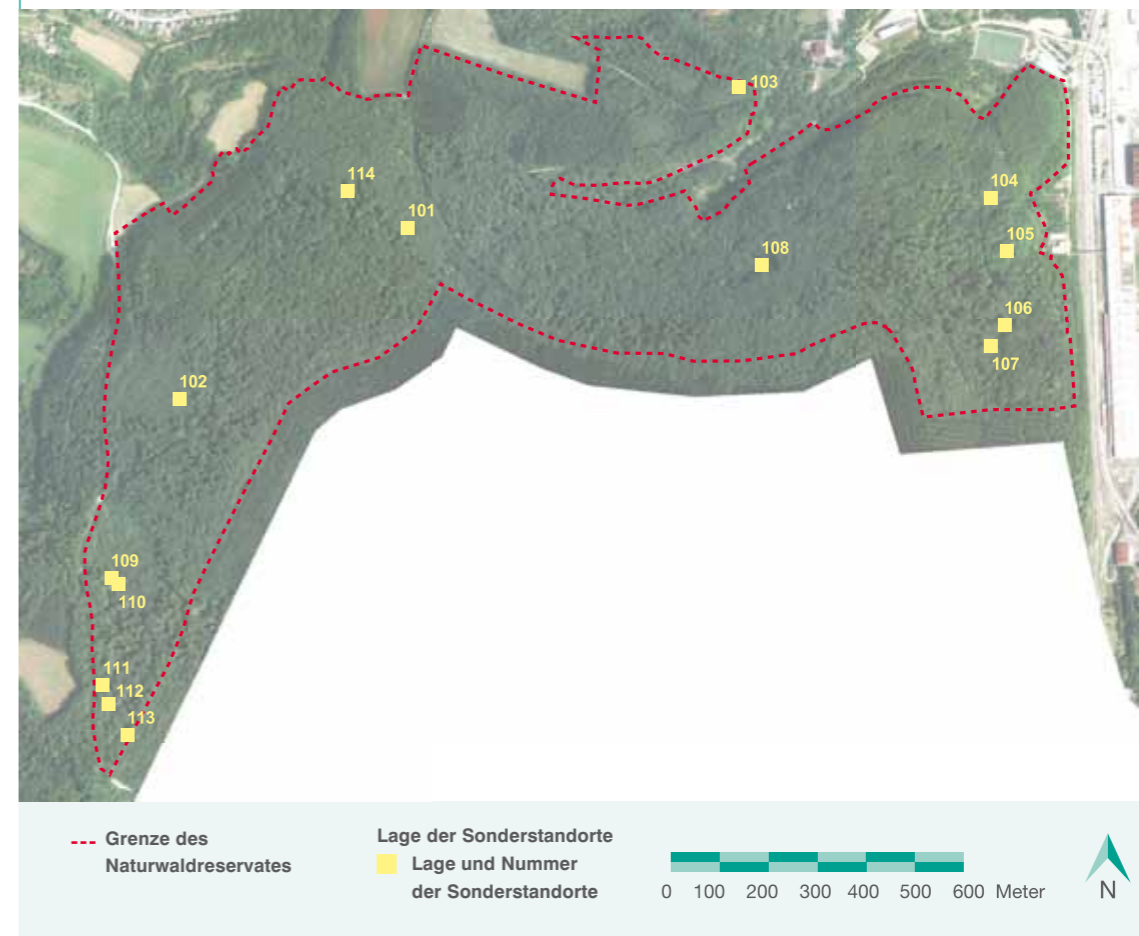 103
114
104
101
105
108
106
107
102
109
110
111
112
113
Grenze des
Naturwaldreservates
Lage der Sonderstandorte
Lage und Nummer
der Sonderstandorte
0 100 200 300 400 500 600 Meter
N